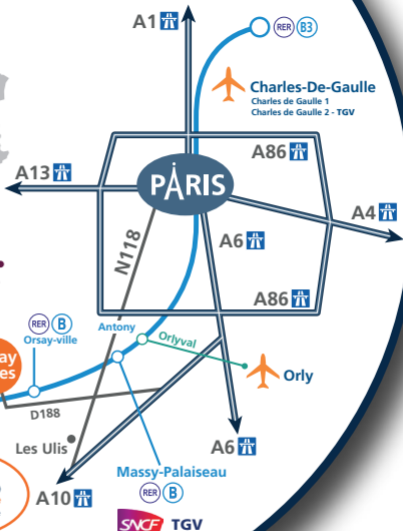 A1
RER B3
Charles-De-Gaulle
Charles de Gaulle 1
Charles de Gaulle 2 - TGV
A86
A13
PARIS
A4
N118
A6
A86
RER B
Orsay-ville
Antony
Orlyval
ay
es
Orly
D188
Les Ulis
A6
Massy-Palaiseau
RER B
A10
SNCF TGV